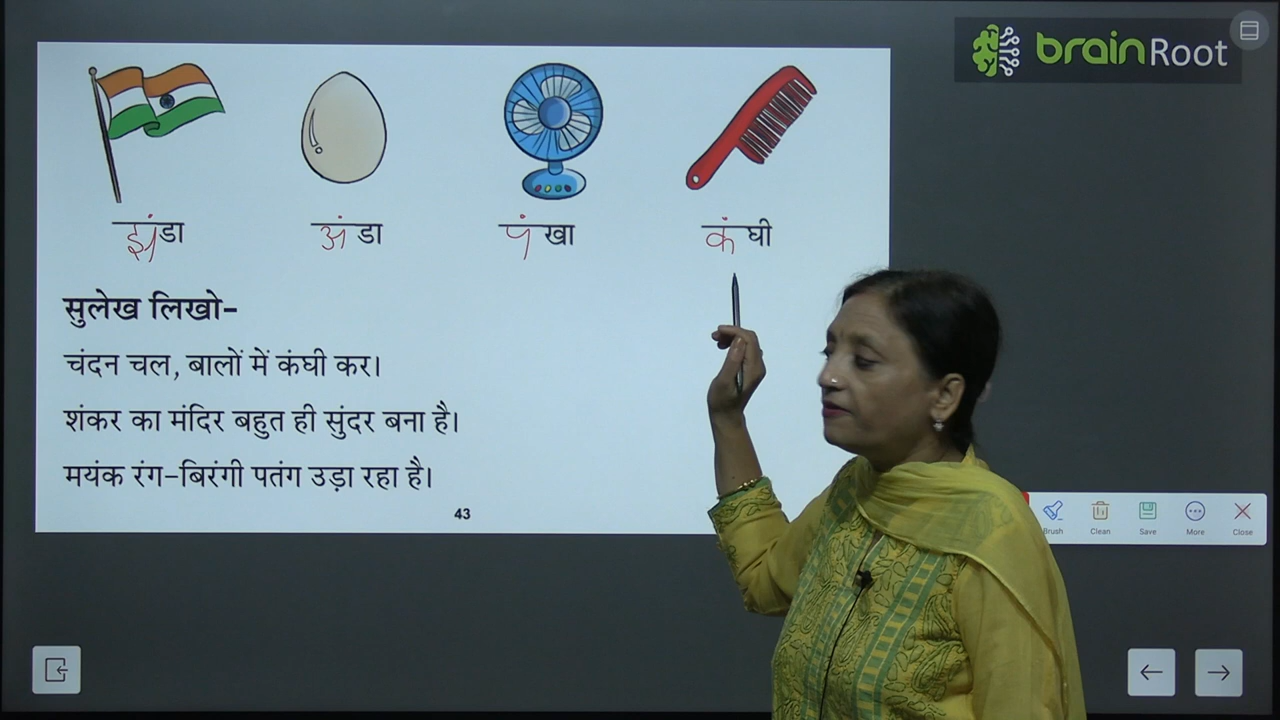 brainRoot
झंडा अंडा पंखा कंघी
सुलेख लिखो-
चंदन चल, बालों में कंघी कर।
शंकर का मंदिर बहुत ही सुंदर बना है।
मयंक रंग-बिरंगी पतंग उड़ा रहा है।
43
Brush Clean Save More Close